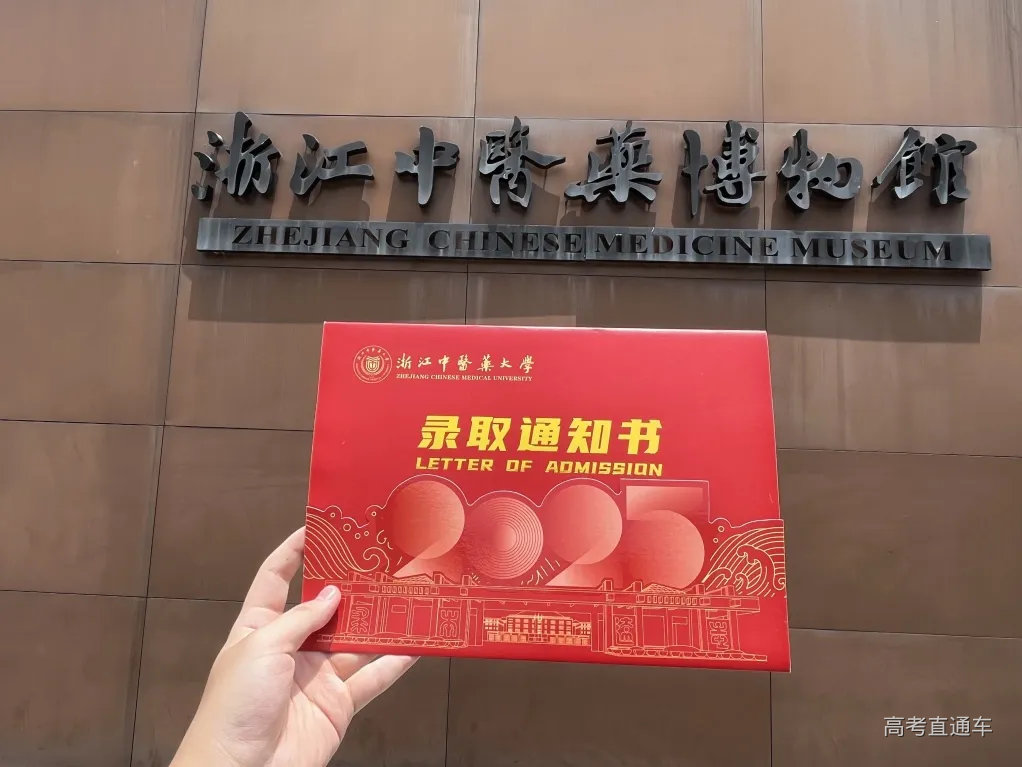 浙江中醫藥博物館
ZHEJIANG CHINESE MEDICINE MUSEUM
浙江中醫藥大學
ZHEJIANG CHINESE MEDICAL UNIVERSITY
录取通知书
LETTER OF ADMISSION
2025
高考直通车